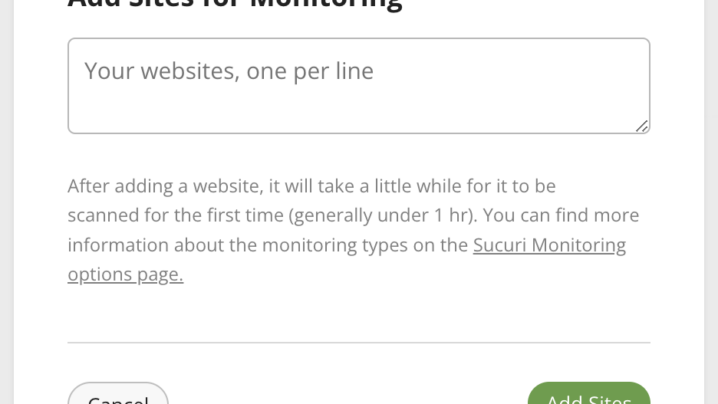 Add Sites for Monitoring
Your websites, one per line
After adding a website, it will take a little while for it to be
scanned for the first time (generally under 1 hr). You can find more
information about the monitoring types on the Sucuri Monitoring
options page.
Cancel
Add Sites